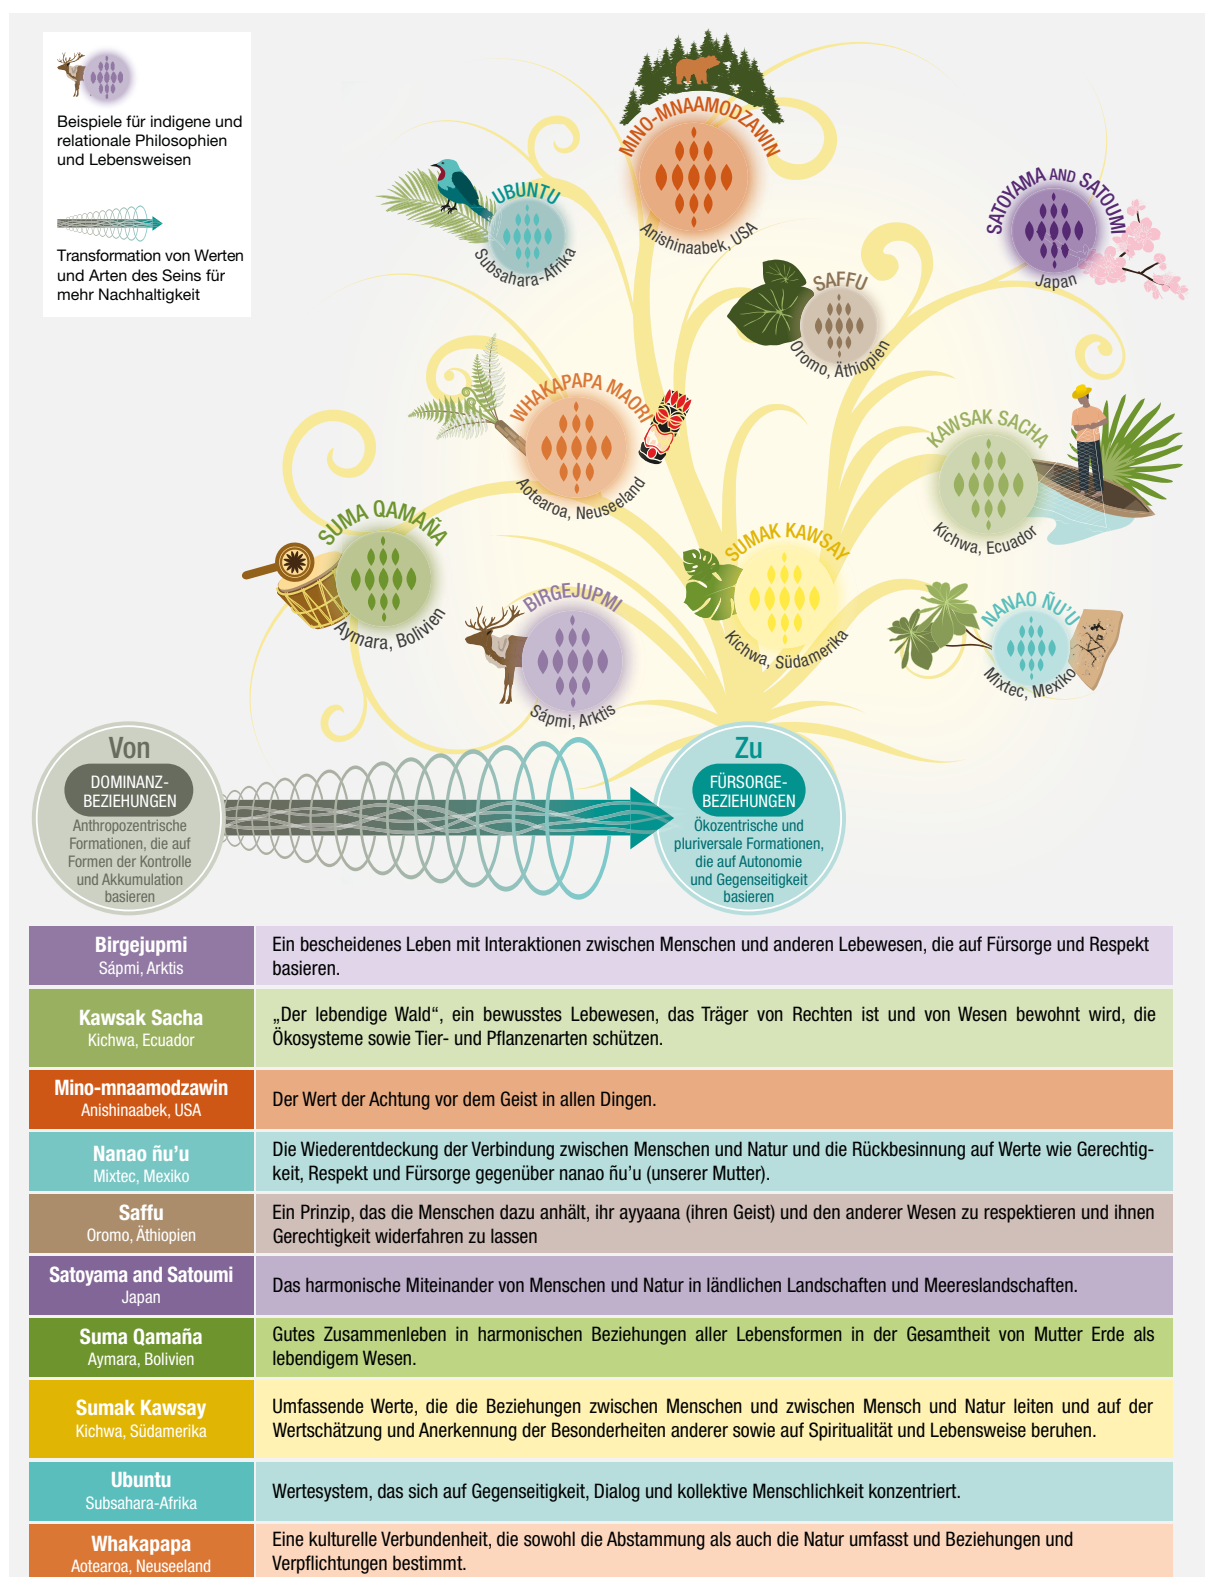 Beispiele für indigene und
relationale Philosophien
und Lebensweisen
Transformation von Werten
und Arten des Seins für
mehr Nachhaltigkeit
MINO-MNAAMODZAWIN
Anishinaabek, USA
UBUNTU
Subsahara-Afrika
SATOYAMA AND SATOUMI
Japan
SAFFU
Oromo, Äthiopien
WHAKAPAPA MAORI
Aotearoa, Neuseeland
KAWSAK SACHA
Kichwa, Ecuador
SUMA QAMAÑA
Aymara, Bolivien
SUMAK KAWSAY
Kichwa, Südamerika
BIRGEJUPMI
Sápmi, Arktis
NANAO ÑU’U
Mixtec, Mexiko
Von
DOMINANZ-
BEZIEHUNGEN
Anthropozentrische
Formationen, die auf
Formen der Kontrolle
und Akkumulation
basieren
Zu
FÜRSORGE-
BEZIEHUNGEN
Ökozentrische und
pluriversale Formationen,
die auf Autonomie
und Gegenseitigkeit
basieren
Birgejupmi
Sápmi, Arktis
Ein bescheidenes Leben mit Interaktionen zwischen Menschen und anderen Lebewesen, die auf Fürsorge und Respekt
basieren.
Kawsak Sacha
Kichwa, Ecuador
„Der lebendige Wald“, ein bewusstes Lebewesen, das Träger von Rechten ist und von Wesen bewohnt wird, die
Ökosysteme sowie Tier- und Pflanzenarten schützen.
Mino-mnaamodzawin
Anishinaabek, USA
Der Wert der Achtung vor dem Geist in allen Dingen.
Nanao ñu’u
Mixtec, Mexiko
Die Wiederentdeckung der Verbindung zwischen Menschen und Natur und die Rückbesinnung auf Werte wie Gerechtig-
keit, Respekt und Fürsorge gegenüber nanao ñu’u (unserer Mutter).
Saffu
Oromo, Äthiopien
Ein Prinzip, das die Menschen dazu anhält, ihr ayyaana (ihren Geist) und den anderer Wesen zu respektieren und ihnen
Gerechtigkeit widerfahren zu lassen
Satoyama and Satoumi
Japan
Das harmonische Miteinander von Menschen und Natur in ländlichen Landschaften und Meereslandschaften.
Suma Qamaña
Aymara, Bolivien
Gutes Zusammenleben in harmonischen Beziehungen aller Lebensformen in der Gesamtheit von Mutter Erde als
lebendigem Wesen.
Sumak Kawsay
Kichwa, Südamerika
Umfassende Werte, die die Beziehungen zwischen Menschen und zwischen Mensch und Natur leiten und auf der
Wertschätzung und Anerkennung der Besonderheiten anderer sowie auf Spiritualität und Lebensweise beruhen.
Ubuntu
Subsahara-Afrika
Wertesystem, das sich auf Gegenseitigkeit, Dialog und kollektive Menschlichkeit konzentriert.
Whakapapa
Aotearoa, Neuseeland
Eine kulturelle Verbundenheit, die sowohl die Abstammung als auch die Natur umfasst und Beziehungen und
Verpflichtungen bestimmt.